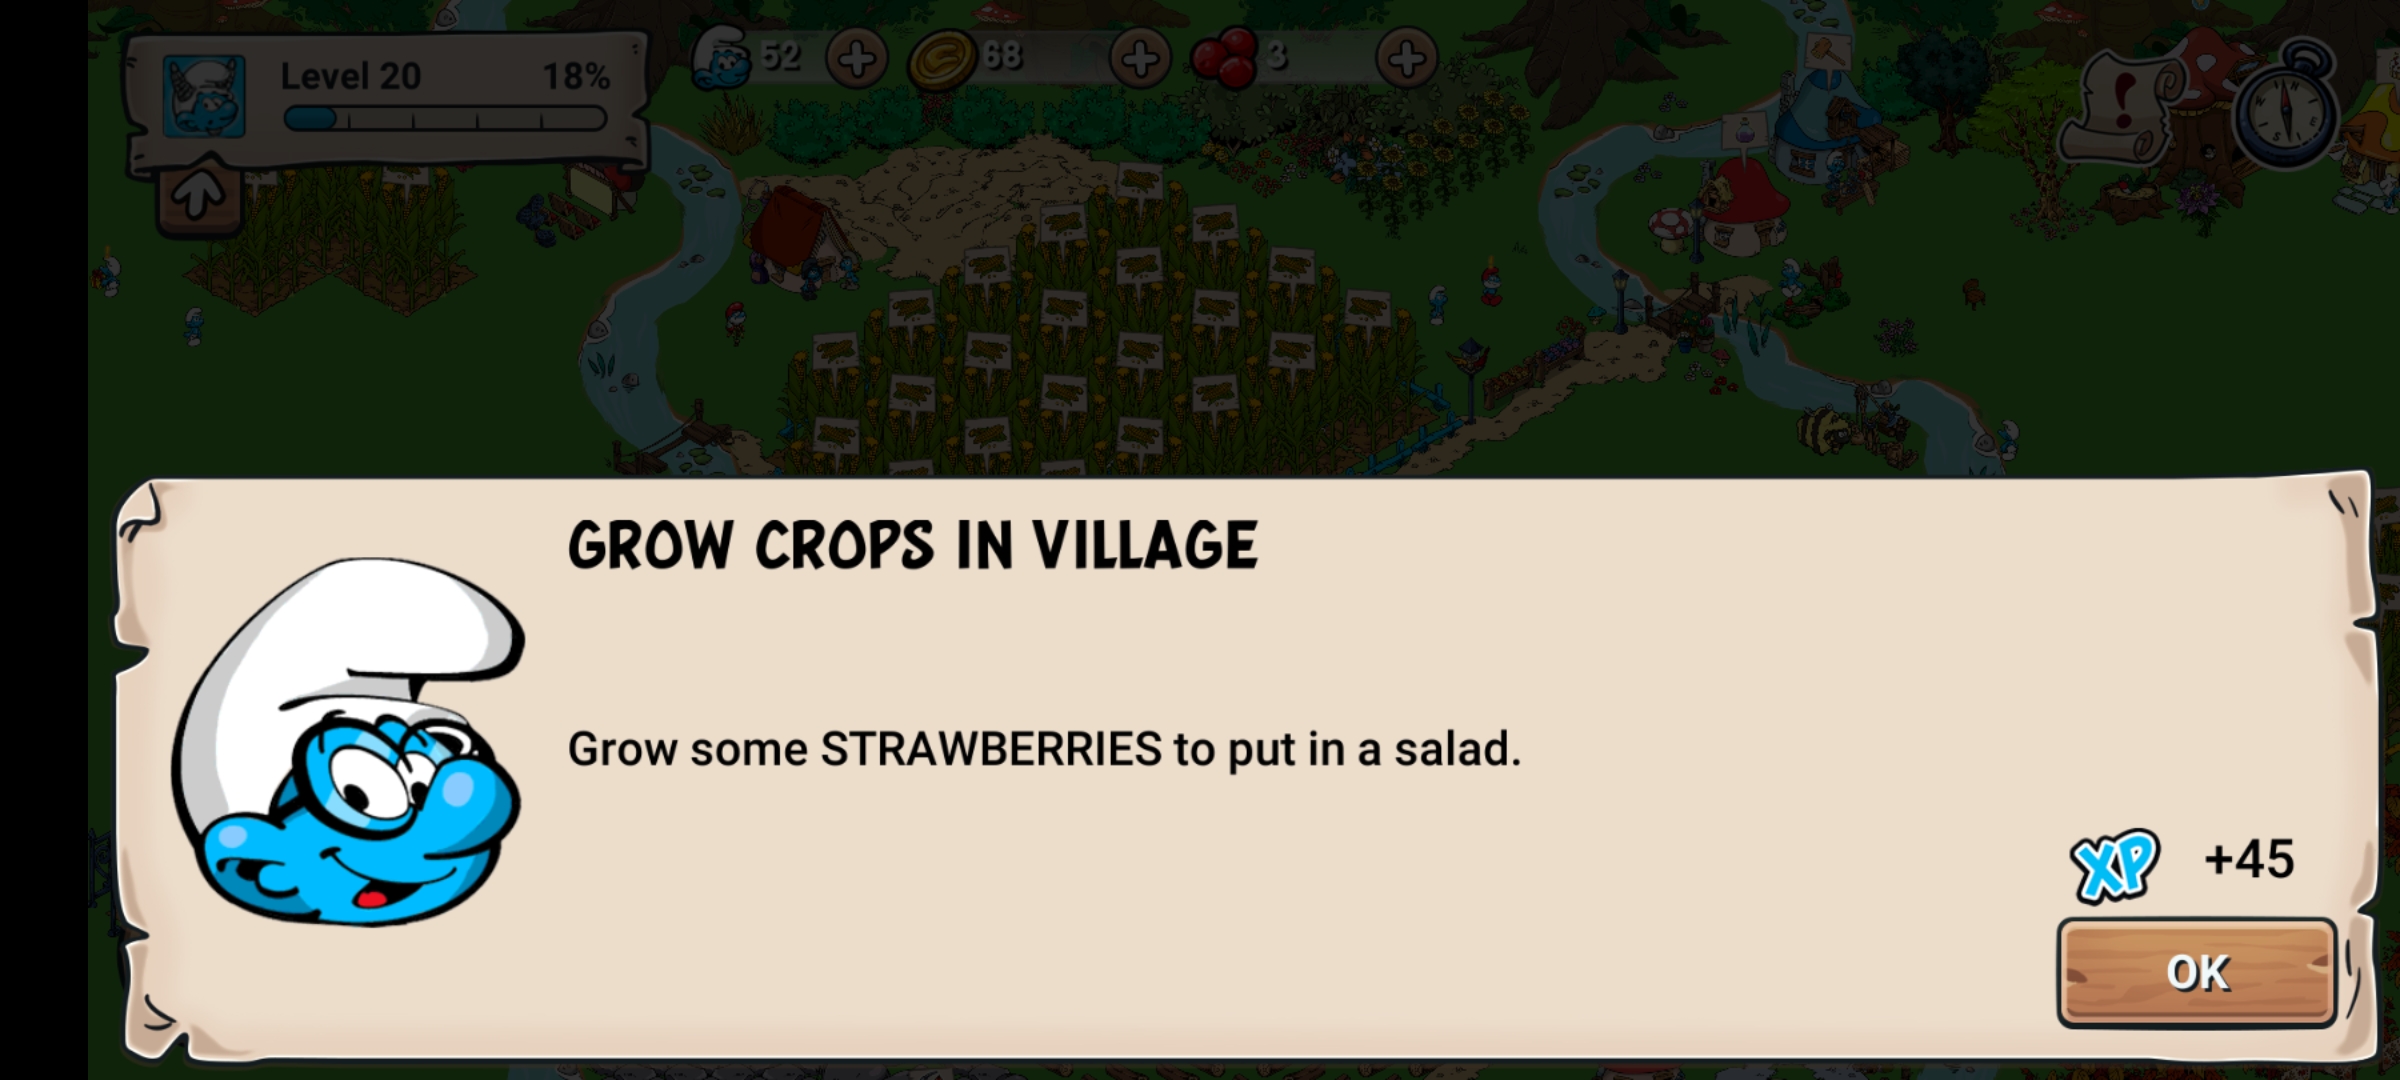 Level 20 18%
52
68
3
GROW CROPS IN VILLAGE
Grow some STRAWBERRIES to put in a salad.
XP +45
OK